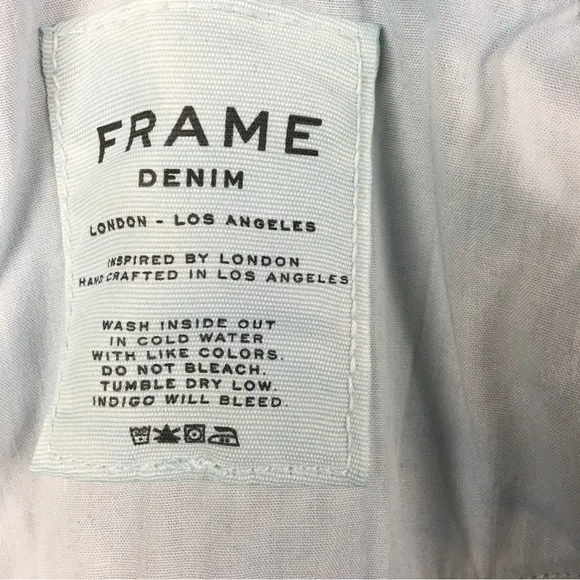 FRAME
DENIM
LONDON - LOS ANGELES
INSPIRED BY LONDON
HAND CRAFTED IN LOS ANGELES
WASH INSIDE OUT
IN COLD WATER
WITH LIKE COLORS.
DO NOT BLEACH.
TUMBLE DRY LOW.
INDIGO WILL BLEED.